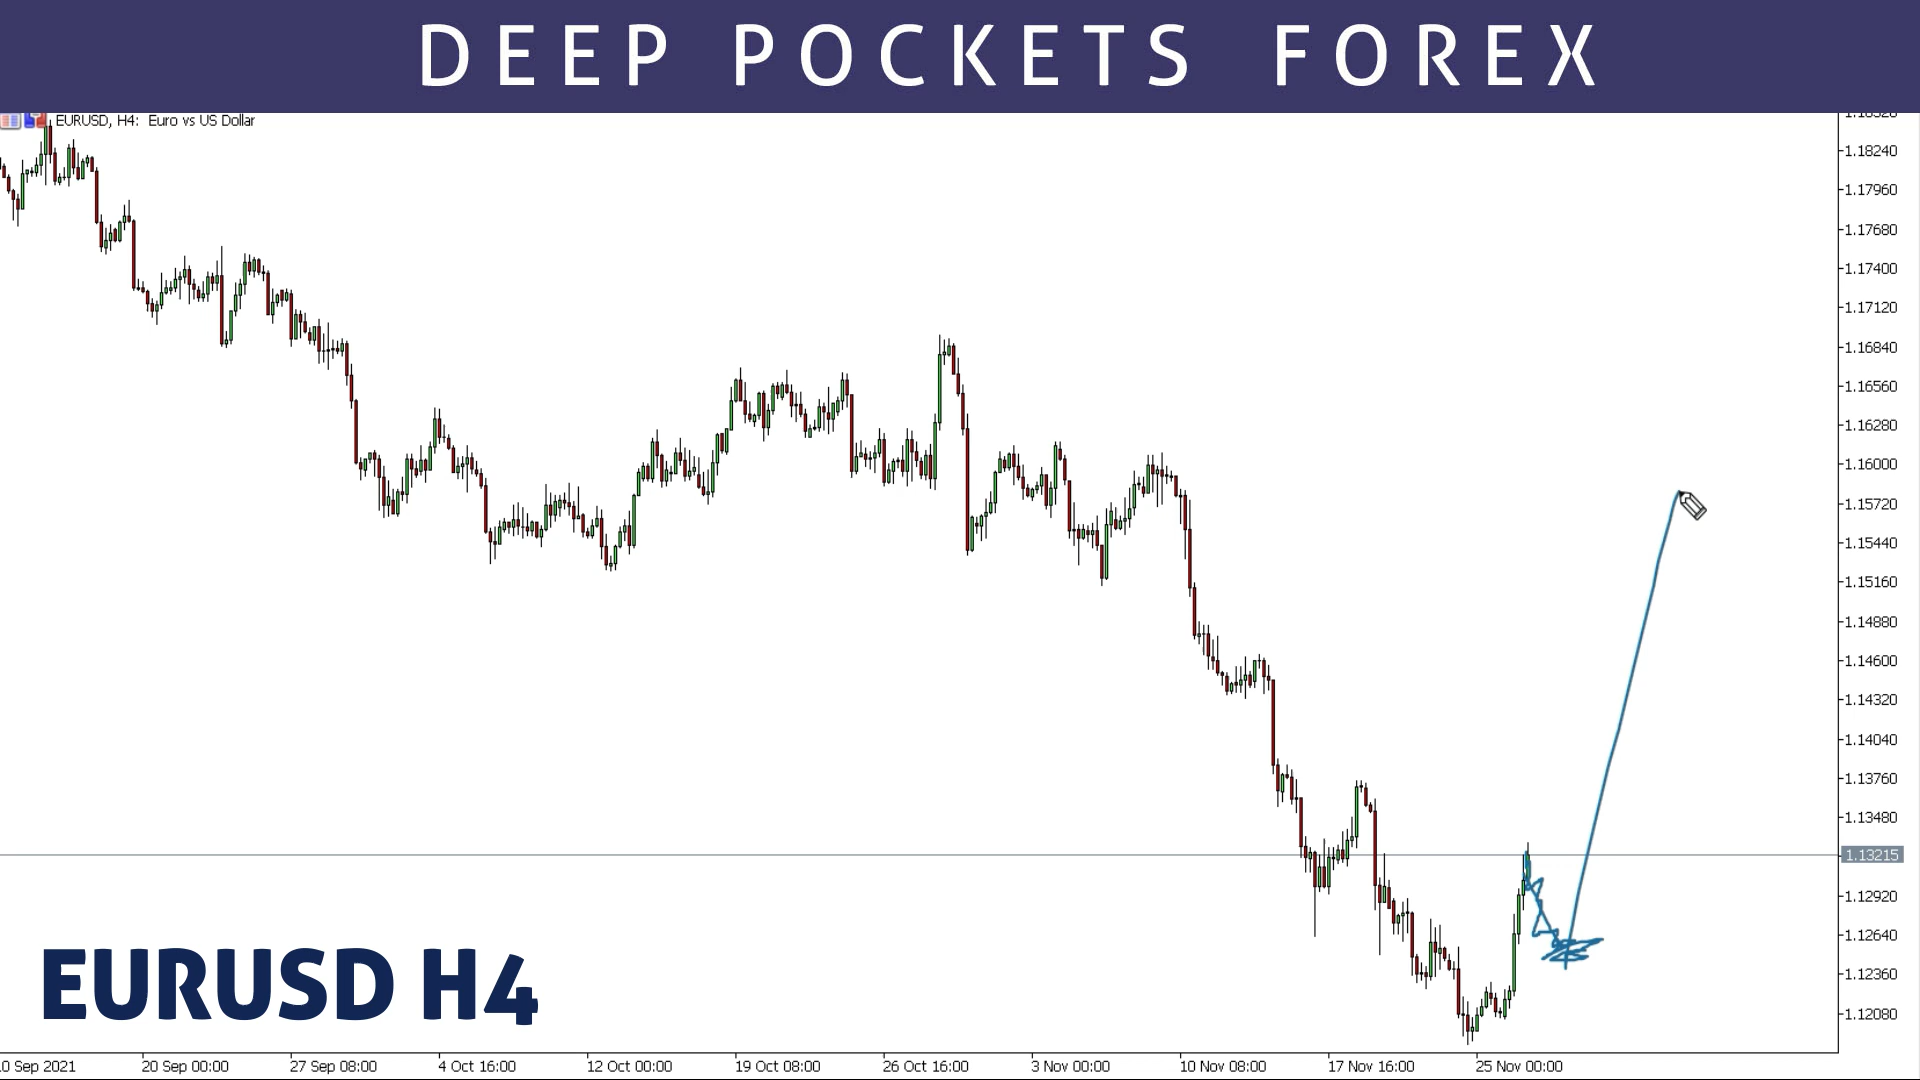 DEEP POCKETS FOREX
EURUSD, H4: Euro vs US Dollar
1.18240
1.17960
1.17680
1.17400
1.17120
1.16840
1.16560
1.16280
1.16000
1.15720
1.15440
1.15160
1.14880
1.14600
1.14320
1.14040
1.13760
1.13480
1.13215
1.12920
1.12640
1.12360
1.12080
EURUSD H4
0 Sep 2021
20 Sep 00:00
27 Sep 08:00
4 Oct 16:00
12 Oct 00:00
19 Oct 08:00
26 Oct 16:00
3 Nov 00:00
10 Nov 08:00
17 Nov 16:00
25 Nov 00:00